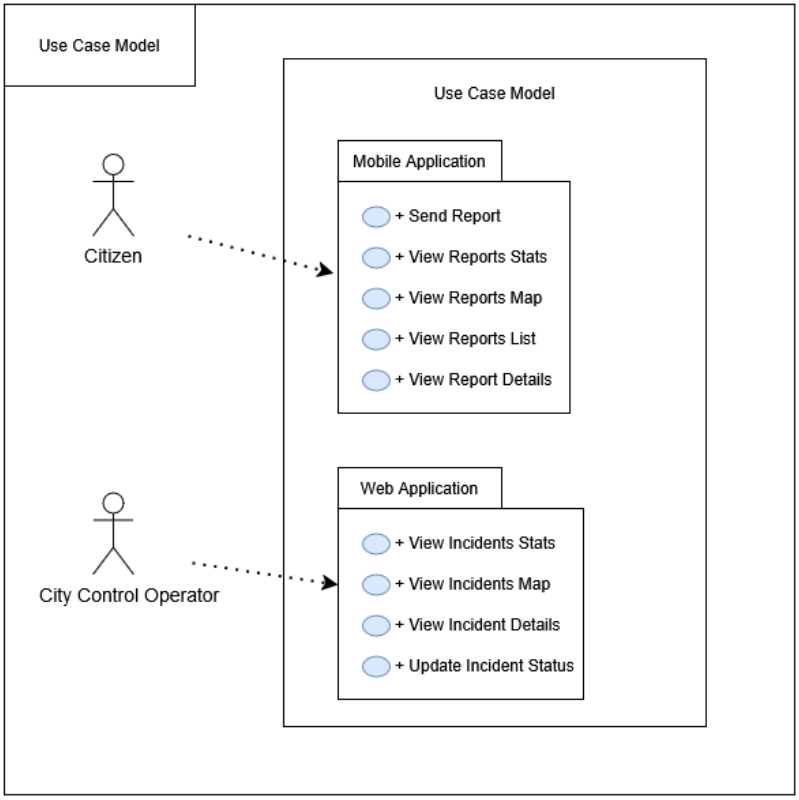 Use Case Model
Use Case Model
Mobile Application
+ Send Report
+ View Reports Stats
+ View Reports Map
+ View Reports List
+ View Report Details
Citizen
Web Application
+ View Incidents Stats
+ View Incidents Map
+ View Incident Details
+ Update Incident Status
City Control Operator